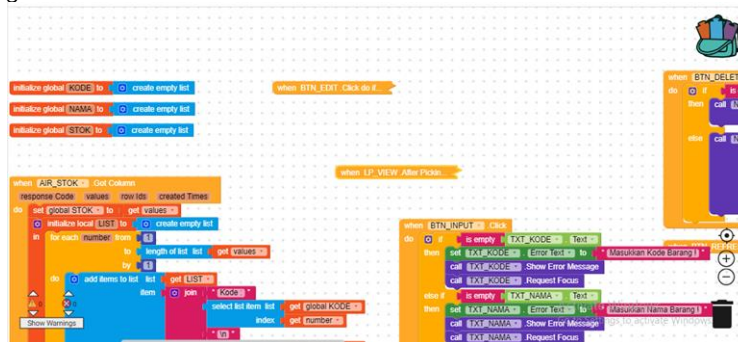 initialize global KODE to create empty list
initialize global NAMA to create empty list
initialize global STOK to create empty list
when BTN_EDIT .Click do if...
when LP_VIEW .After Pickin...
when AIR_STOK .Got Column
response Code values row Ids created Times
do set global STOK to get values
initialize local LIST to create empty list
in for each number from 1
to length of list list get values
by 1
do add items to list list get LIST
item join " Kode
select list item list get global KODE
index get number
" \n "
Show Warnings
when BTN_INPUT .Click
do if is empty TXT_KODE . Text
then set TXT_KODE . Error Text to " Masukkan Kode Barang ! "
call TXT_KODE .Show Error Message
call TXT_KODE .Request Focus
else if is empty TXT_NAMA . Text
then set TXT_NAMA . Error Text to " Masukkan Nama Barang ! "
call TXT_NAMA .Show Error Message
call TXT_NAMA .Request Focus
when BTN_DELET
do if is
then call
else call
when BTN_REFRE
to activate Windows